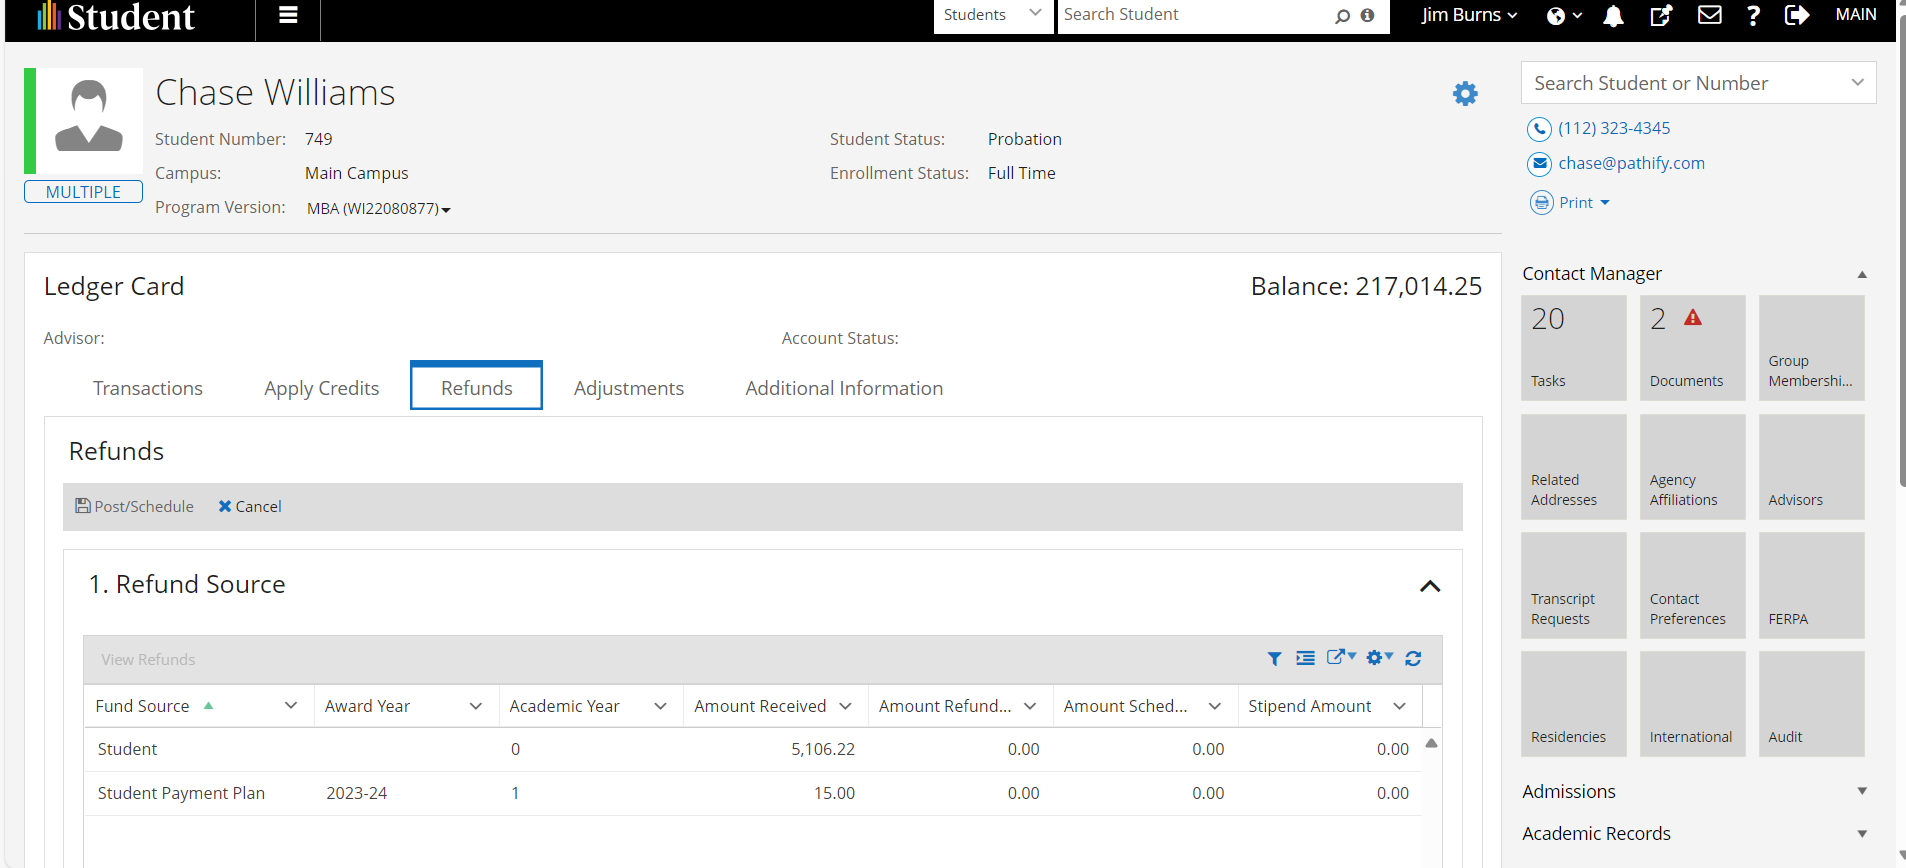 Student
Students
Search Student
Jim Burns
MAIN
Chase Williams
Student Number: 749
Student Status: Probation
Campus: Main Campus
Enrollment Status: Full Time
MULTIPLE
Program Version: MBA (WI22080877)
Search Student or Number
(112) 323-4345
chase@pathify.com
Print
Ledger Card
Balance: 217,014.25
Advisor:
Account Status:
Transactions
Apply Credits
Refunds
Adjustments
Additional Information
Refunds
Post/Schedule
Cancel
1. Refund Source
View Refunds
Fund Source Award Year Academic Year Amount Received Amount Refund... Amount Sched... Stipend Amount
Student 0 5,106.22 0.00 0.00 0.00
Student Payment Plan 2023-24 1 15.00 0.00 0.00 0.00
Contact Manager
20
Tasks
2
Documents
Group
Membershi...
Related
Addresses
Agency
Affiliations
Advisors
Transcript
Requests
Contact
Preferences
FERPA
Residencies
International
Audit
Admissions
Academic Records